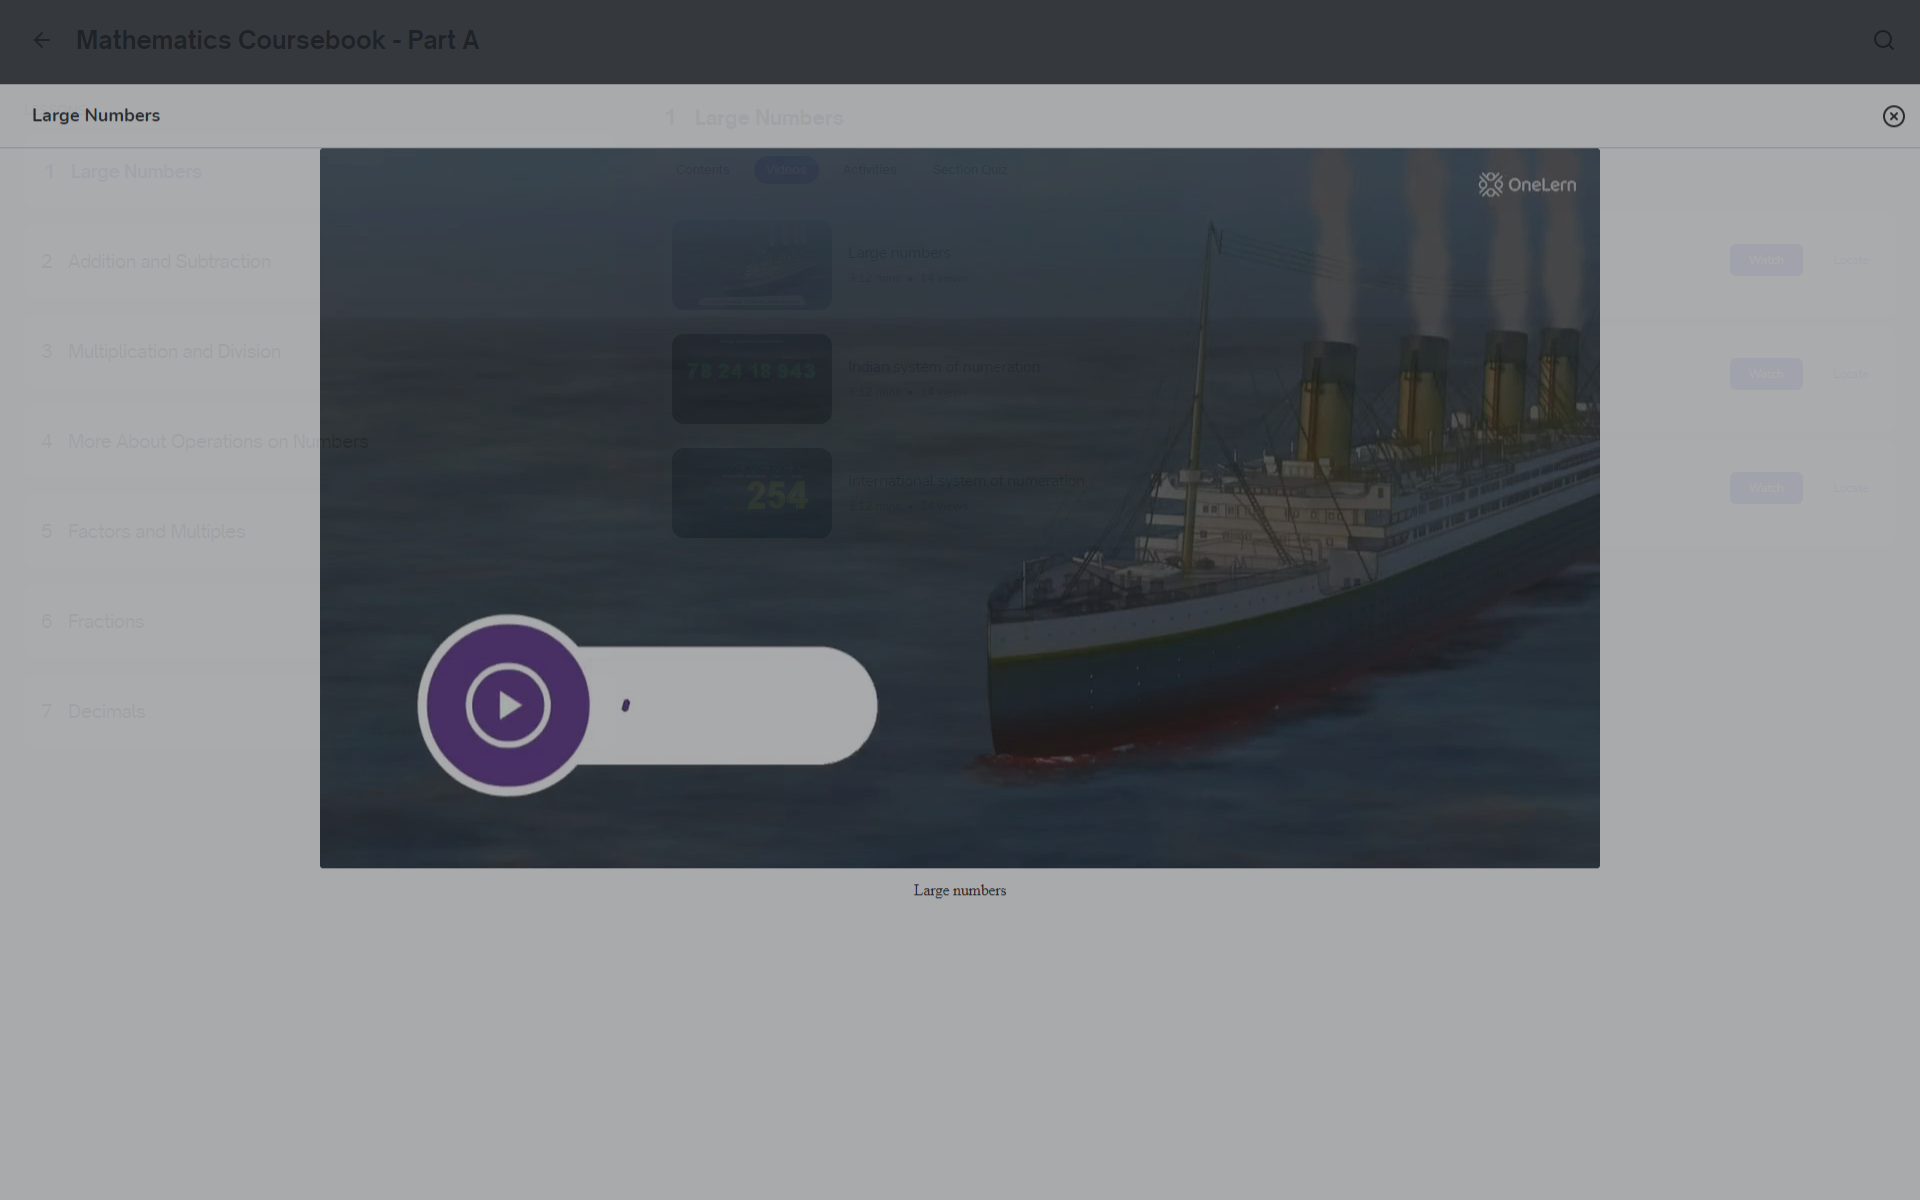 Mathematics Coursebook - Part A
Large Numbers
1 Large Numbers
1 Large Numbers
Contents Videos Activities Section Quiz
OneLern
2 Addition and Subtraction
Large numbers
Watch Locate
3 Multiplication and Division
78 24 18 943
Indian system of numeration
Watch Locate
4 More About Operations on Numbers
254
International system of numeration
Watch Locate
5 Factors and Multiples
6 Fractions
7 Decimals
Large numbers